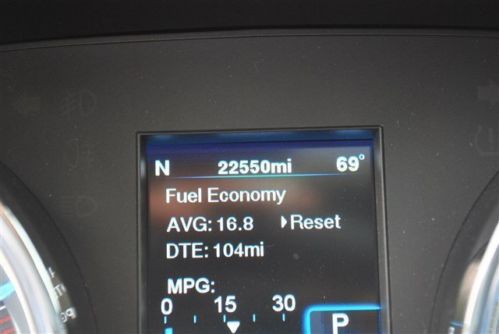 N 22550mi 69°
Fuel Economy
AVG: 16.8 Reset
DTE: 104mi
MPG:
0 15 30
P